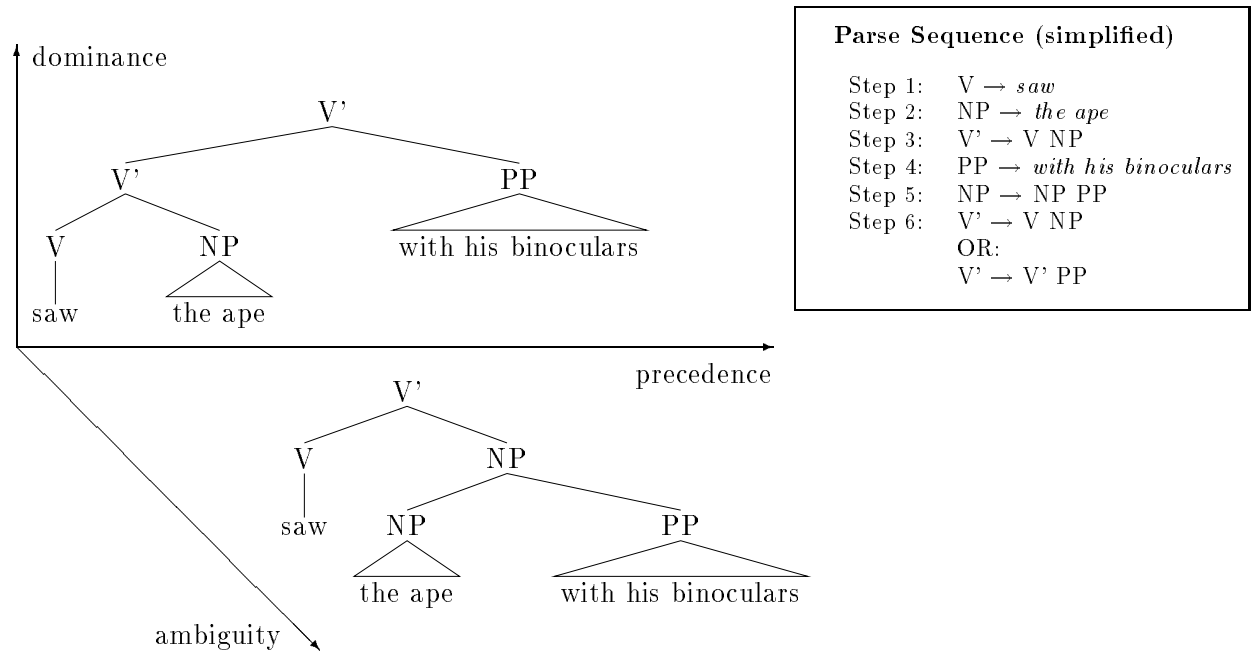 dominance
V'
V' PP
V NP with his binoculars
saw the ape
precedence
V'
V NP
saw NP PP
the ape with his binoculars
ambiguity
Parse Sequence (simplified)
Step 1: V → saw
Step 2: NP → the ape
Step 3: V' → V NP
Step 4: PP → with his binoculars
Step 5: NP → NP PP
Step 6: V' → V NP
OR:
V' → V' PP